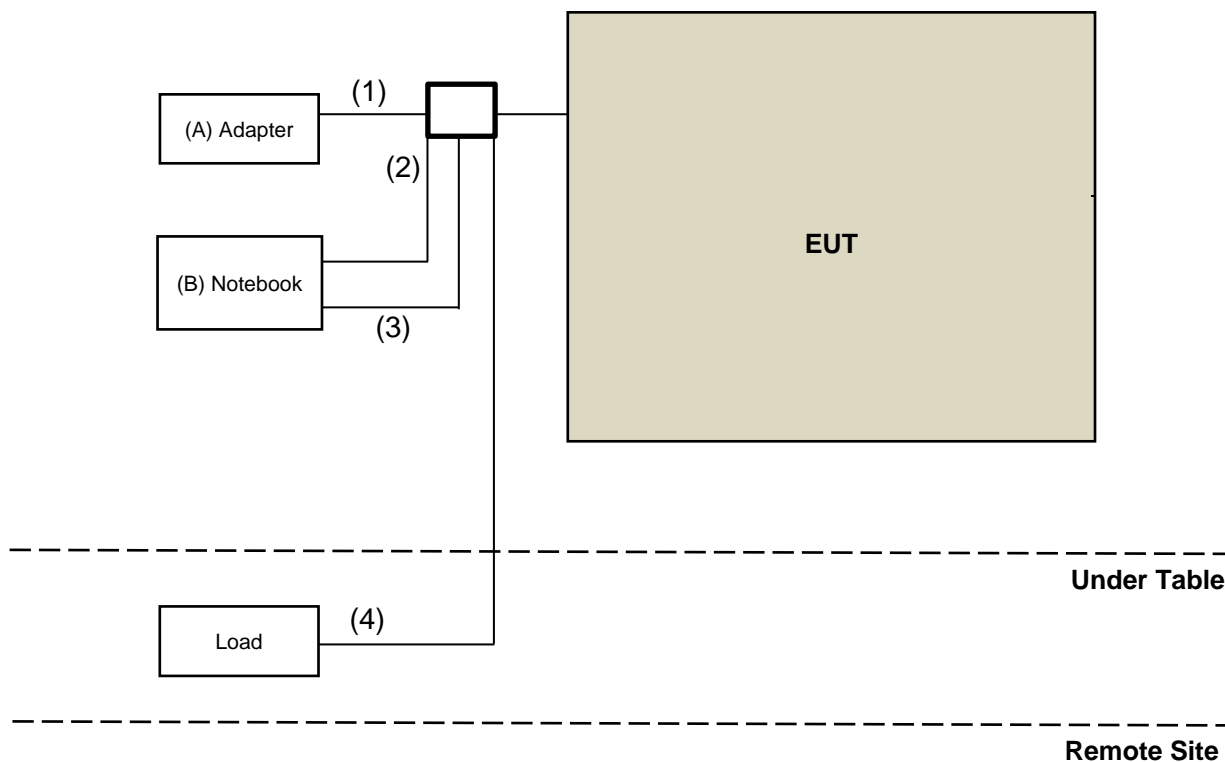 (1)
(A) Adapter
(2)
EUT
(B) Notebook
(3)
Under Table
(4)
Load
Remote Site